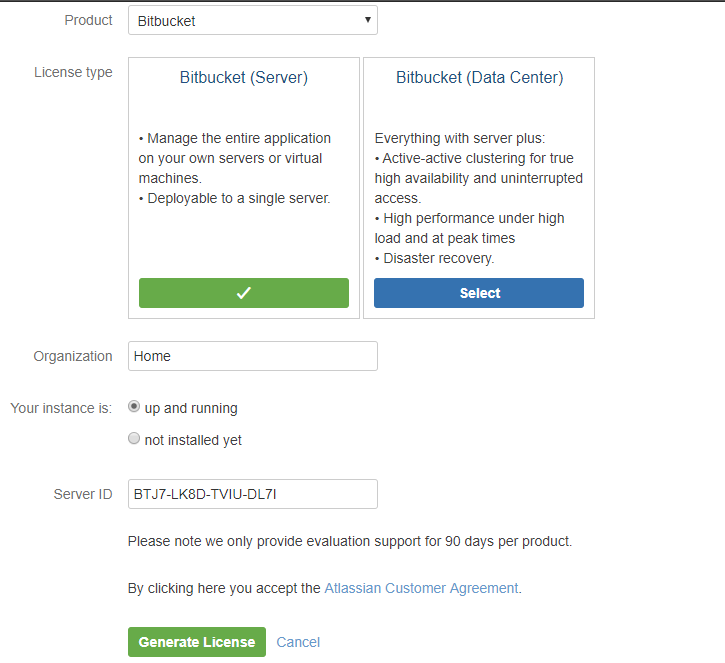 Product
Bitbucket
License type
Bitbucket (Server)
• Manage the entire application
on your own servers or virtual
machines.
• Deployable to a single server.
Bitbucket (Data Center)
Everything with server plus:
• Active-active clustering for true
high availability and uninterrupted
access.
• High performance under high
load and at peak times
• Disaster recovery.
Select
Organization
Home
Your instance is:
up and running
not installed yet
Server ID
BTJ7-LK8D-TVIU-DL7I
Please note we only provide evaluation support for 90 days per product.
By clicking here you accept the Atlassian Customer Agreement.
Generate License
Cancel